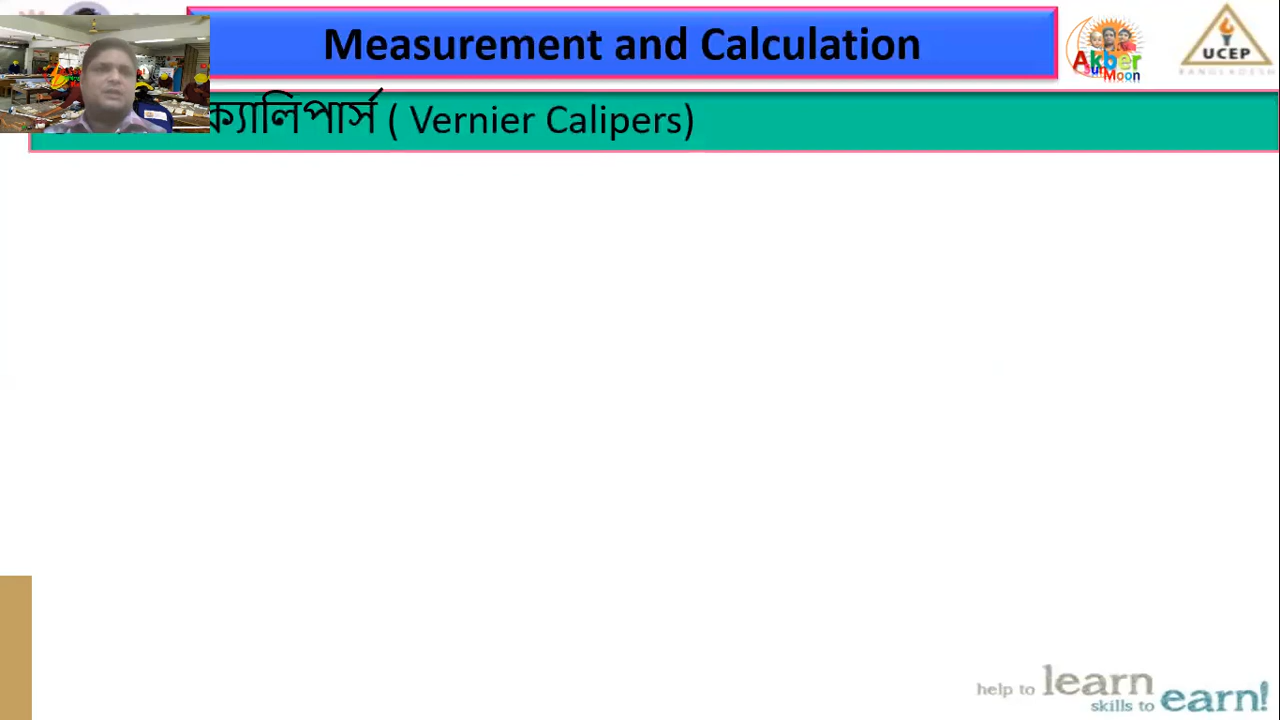 Measurement and Calculation
Akber
Moon
UCEP
BANGLADESH
ক্যালিপার্স ( Vernier Calipers)
help to learn
skills to earn!